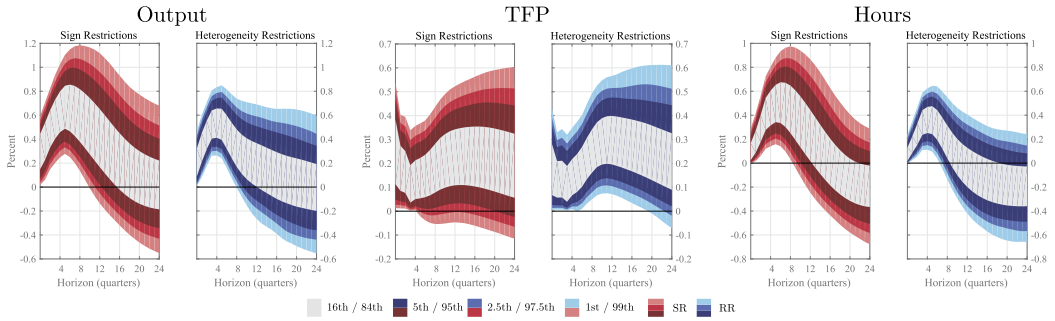 Output
TFP
Hours
Sign Restrictions
Heterogeneity Restrictions
Sign Restrictions
Heterogeneity Restrictions
Sign Restrictions
Heterogeneity Restrictions
Percent
1.2
1
0.8
0.6
0.4
0.2
0
-0.2
-0.4
-0.6
4 8 12 16 20 24
Horizon (quarters)
1.2
1
0.8
0.6
0.4
0.2
0
-0.2
-0.4
-0.6
4 8 12 16 20 24
Horizon (quarters)
Percent
0.7
0.6
0.5
0.4
0.3
0.2
0.1
0
-0.1
-0.2
4 8 12 16 20 24
Horizon (quarters)
0.7
0.6
0.5
0.4
0.3
0.2
0.1
0
-0.1
-0.2
4 8 12 16 20 24
Horizon (quarters)
Percent
1
0.8
0.6
0.4
0.2
0
-0.2
-0.4
-0.6
-0.8
4 8 12 16 20 24
Horizon (quarters)
1
0.8
0.6
0.4
0.2
0
-0.2
-0.4
-0.6
-0.8
4 8 12 16 20 24
Horizon (quarters)
16th / 84th 5th / 95th 2.5th / 97.5th 1st / 99th SR RR